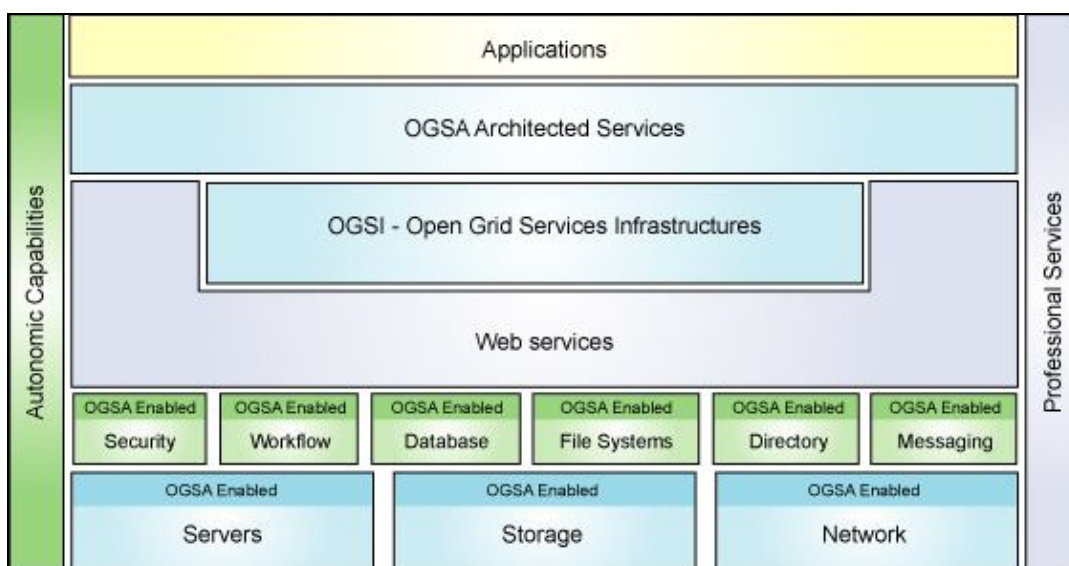 Applications
OGSA Architected Services
OGSI - Open Grid Services Infrastructures
Web services
OGSA Enabled
Security
OGSA Enabled
Workflow
OGSA Enabled
Database
OGSA Enabled
File Systems
OGSA Enabled
Directory
OGSA Enabled
Messaging
OGSA Enabled
Servers
OGSA Enabled
Storage
OGSA Enabled
Network
Autonomic Capabilities
Professional Services